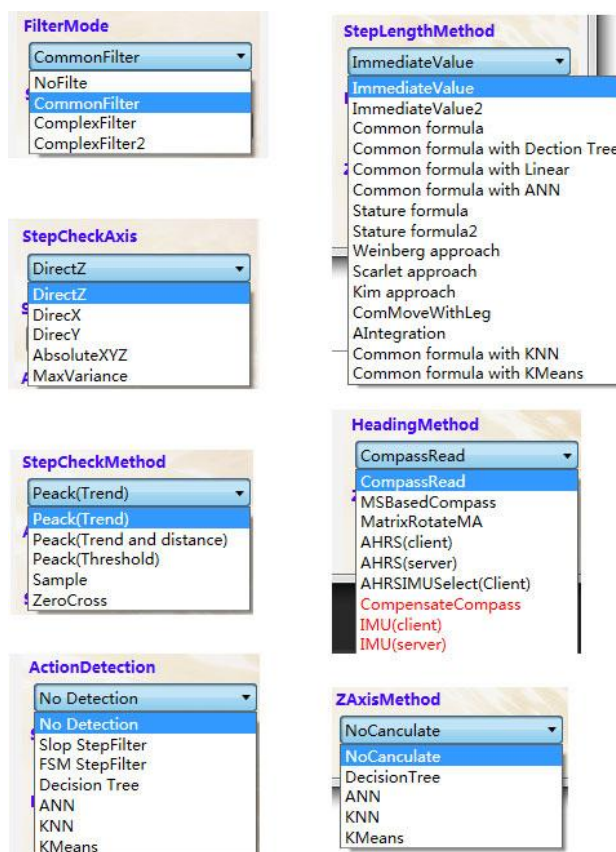 FilterMode
CommonFilter
NoFilte
CommonFilter
ComplexFilter
ComplexFilter2
StepCheckAxis
DirectZ
DirectZ
DirecX
DirecY
AbsoluteXYZ
MaxVariance
StepCheckMethod
Peack(Trend)
Peack(Trend)
Peack(Trend and distance)
Peack(Threshold)
Sample
ZeroCross
ActionDetection
No Detection
No Detection
Slop StepFilter
FSM StepFilter
Decision Tree
ANN
KNN
KMeans
StepLengthMethod
ImmediateValue
ImmediateValue
ImmediateValue2
Common formula
Common formula with Dection Tree
Common formula with Linear
Common formula with ANN
Stature formula
Stature formula2
Weinberg approach
Scarlet approach
Kim approach
ComMoveWithLeg
AIntegration
Common formula with KNN
Common formula with KMeans
HeadingMethod
CompassRead
CompassRead
MSBasedCompass
MatrixRotateMA
AHRS(client)
AHRS(server)
AHRSIMUSelect(Client)
CompensateCompass
IMU(client)
IMU(server)
ZAxisMethod
NoCanculate
NoCanculate
DecisionTree
ANN
KNN
KMeans